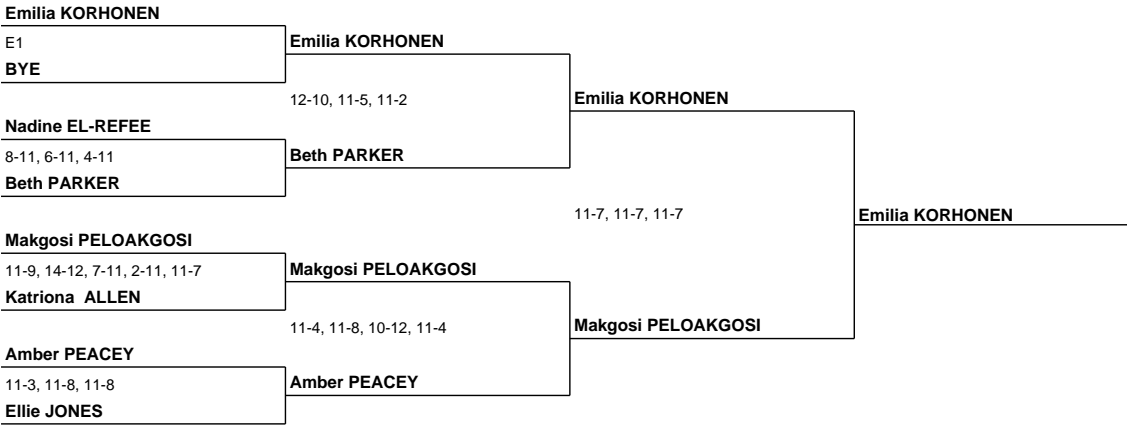 Emilia KORHONEN
E1
Emilia KORHONEN
BYE
12-10, 11-5, 11-2
Emilia KORHONEN
Nadine EL-REFEE
8-11, 6-11, 4-11
Beth PARKER
Beth PARKER
11-7, 11-7, 11-7
Emilia KORHONEN
Makgosi PELOAKGOSI
11-9, 14-12, 7-11, 2-11, 11-7
Makgosi PELOAKGOSI
Katriona ALLEN
11-4, 11-8, 10-12, 11-4
Makgosi PELOAKGOSI
Amber PEACEY
11-3, 11-8, 11-8
Amber PEACEY
Ellie JONES